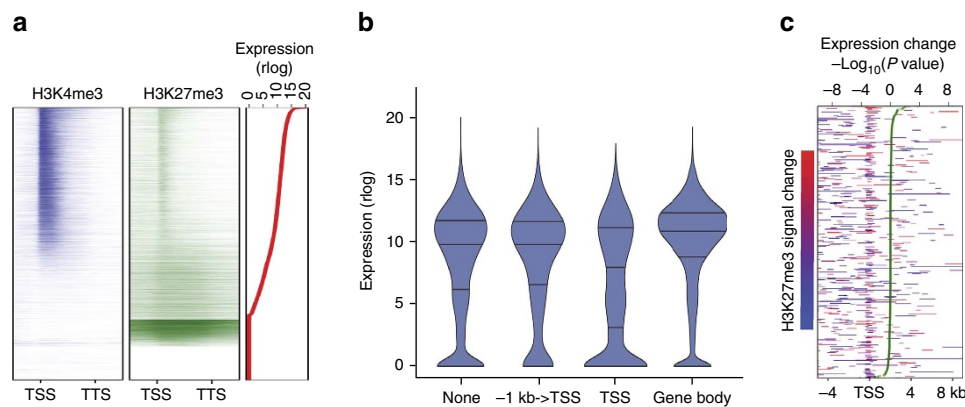 a
Expression
(rlog)
H3K4me3
H3K27me3
0 5 10 15 20
TSS TTS
TSS TTS
b
Expression (rlog)
20
15
10
5
0
None
−1 kb->TSS
TSS
Gene body
c
Expression change
−Log10(P value)
−8 −4 0 4 8
H3K27me3 signal change
−4 TSS 4 8 kb